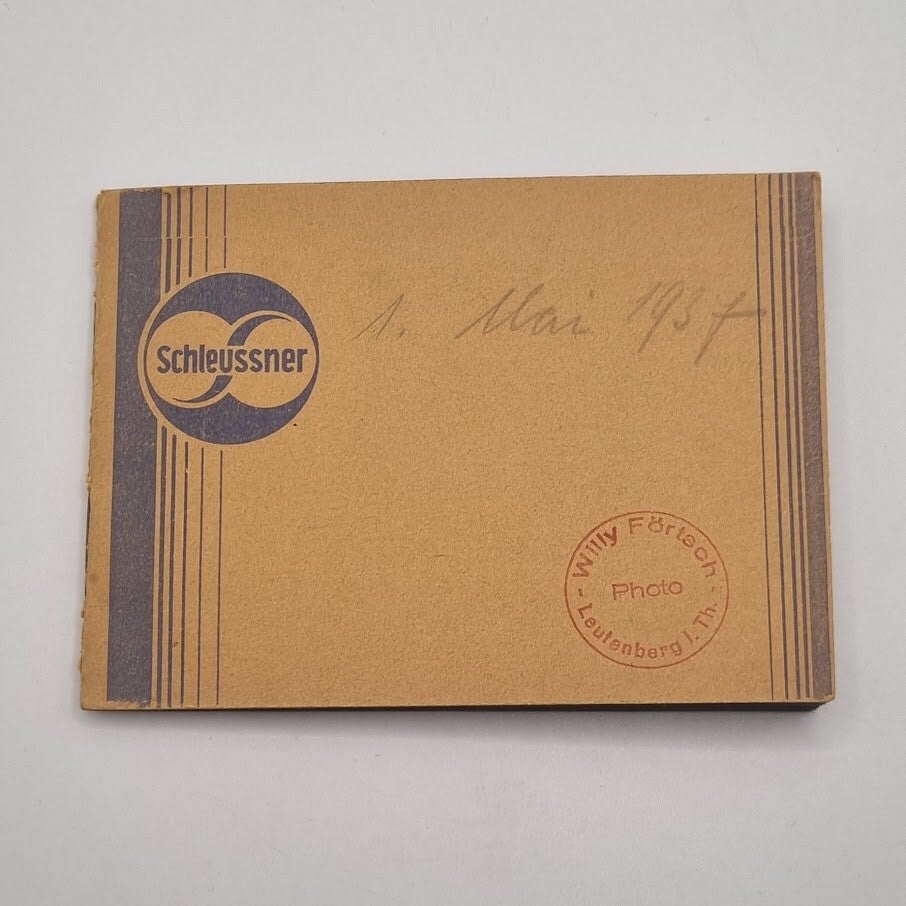 Schleussner
1. Mai 1937
- Willy Förtsch -
Photo
Leutenberg i. Th.